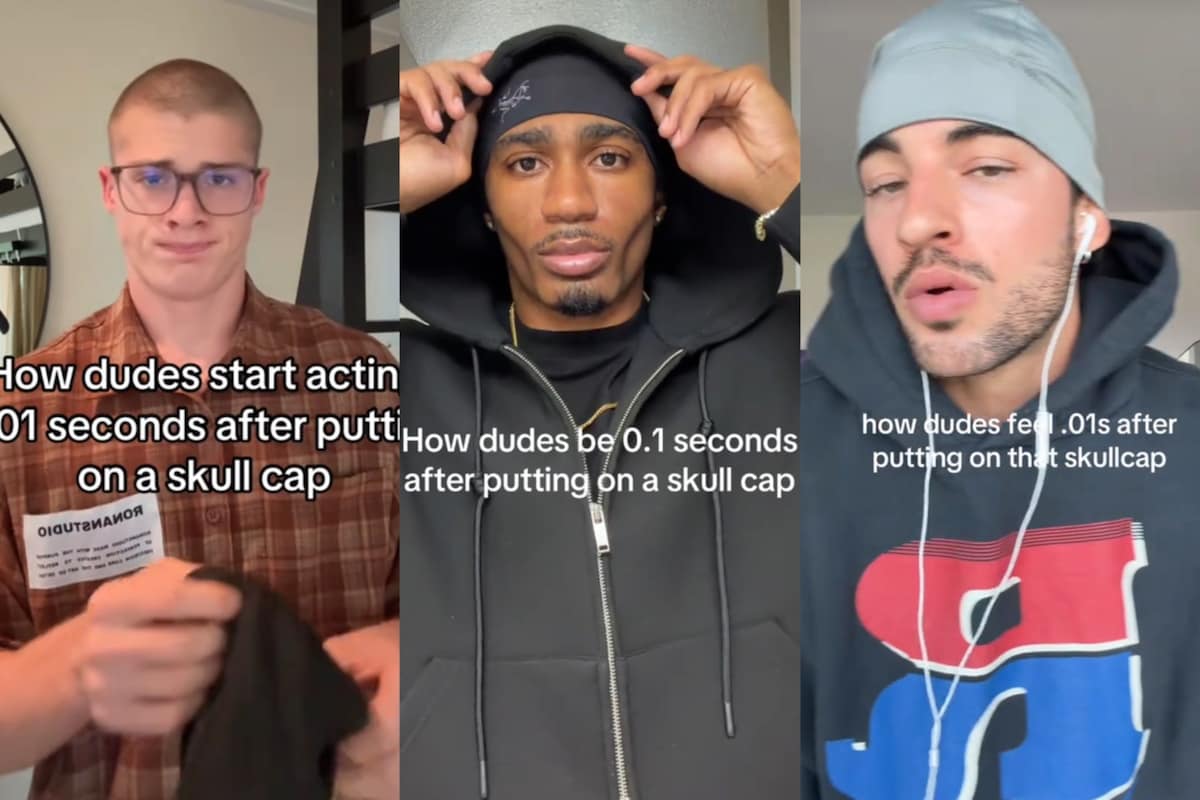 How dudes start actin
01 seconds after putti
on a skull cap
RONANSTUDIO
How dudes be 0.1 seconds
after putting on a skull cap
how dudes feel .01s after
putting on that skullcap